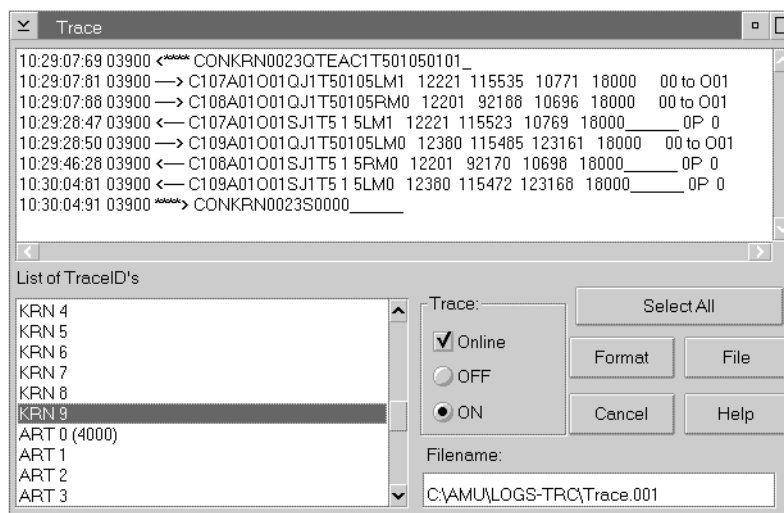 Trace
10:29:07:69 03900 <**** CONKRN0023QTEAC1T501050101_
10:29:07:81 03900 —> C107A01O01QJ1T50105LM1 12221 115535 10771 18000 00 to O01
10:29:07:88 03900 —> C108A01O01QJ1T50105RM0 12201 92188 10696 18000 00 to O01
10:29:28:47 03900 <— C107A01O01SJ1T5 1 5LM1 12221 115523 10769 18000______ 0P 0
10:29:28:50 03900 —> C109A01O01QJ1T50105LM0 12380 115485 123161 18000 00 to O01
10:29:46:28 03900 <— C108A01O01SJ1T5 1 5RM0 12201 92170 10698 18000______ 0P 0
10:30:04:81 03900 <— C109A01O01SJ1T5 1 5LM0 12380 115472 123168 18000______ 0P 0
10:30:04:91 03900 ****> CONKRN0023S0000______
List of TraceID's
KRN 4
KRN 5
KRN 6
KRN 7
KRN 8
KRN 9
ART 0 (4000)
ART 1
ART 2
ART 3
Trace:
Online
OFF
ON
Select All
Format
File
Cancel
Help
Filename:
C:\AMU\LOGS-TRC\Trace.001